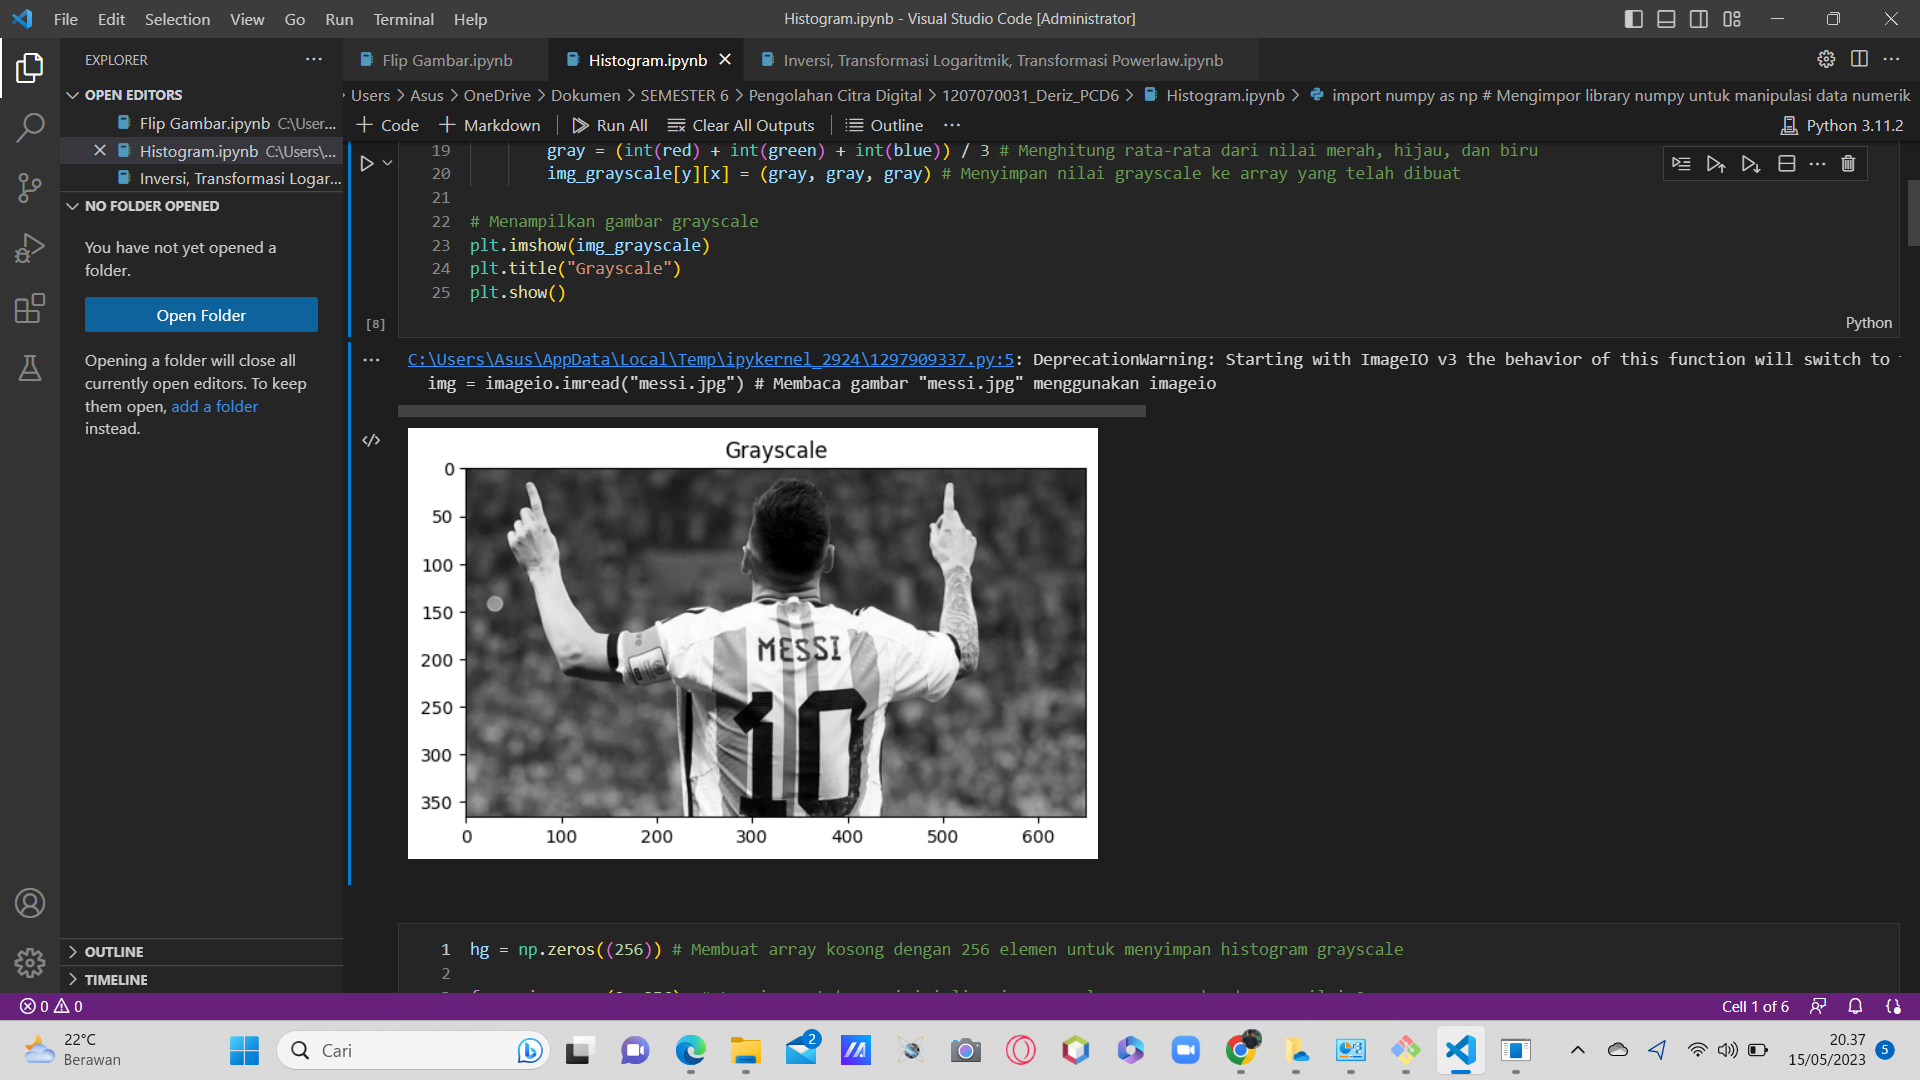 File Edit Selection View Go Run Terminal Help
Histogram.ipynb - Visual Studio Code [Administrator]
EXPLORER
Flip Gambar.ipynb
Histogram.ipynb
Inversi, Transformasi Logaritmik, Transformasi Powerlaw.ipynb
OPEN EDITORS
Flip Gambar.ipynb C:\User...
Histogram.ipynb C:\Users\...
Inversi, Transformasi Logar...
NO FOLDER OPENED
You have not yet opened a
folder.
Open Folder
Opening a folder will close all
currently open editors. To keep
them open, add a folder
instead.
OUTLINE
TIMELINE
Users > Asus > OneDrive > Dokumen > SEMESTER 6 > Pengolahan Citra Digital > 1207070031_Deriz_PCD6 > Histogram.ipynb > import numpy as np # Mengimpor library numpy untuk manipulasi data numerik
+ Code + Markdown Run All Clear All Outputs Outline ... Python 3.11.2
19 gray = (int(red) + int(green) + int(blue)) / 3 # Menghitung rata-rata dari nilai merah, hijau, dan biru
20 img_grayscale[y][x] = (gray, gray, gray) # Menyimpan nilai grayscale ke array yang telah dibuat
21
22 # Menampilkan gambar grayscale
23 plt.imshow(img_grayscale)
24 plt.title("Grayscale")
25 plt.show()
[8]
Python
C:\Users\Asus\AppData\Local\Temp\ipykernel_2924\1297909337.py:5: DeprecationWarning: Starting with ImageIO v3 the behavior of this function will switch to
img = imageio.imread("messi.jpg") # Membaca gambar "messi.jpg" menggunakan imageio
Grayscale
0
50
100
150
200
250
300
350
0 100 200 300 400 500 600
MESSI
10
1 hg = np.zeros((256)) # Membuat array kosong dengan 256 elemen untuk menyimpan histogram grayscale
2
0 0
Cell 1 of 6
22°C
Berawan
Cari
2
20.37
15/05/2023
5